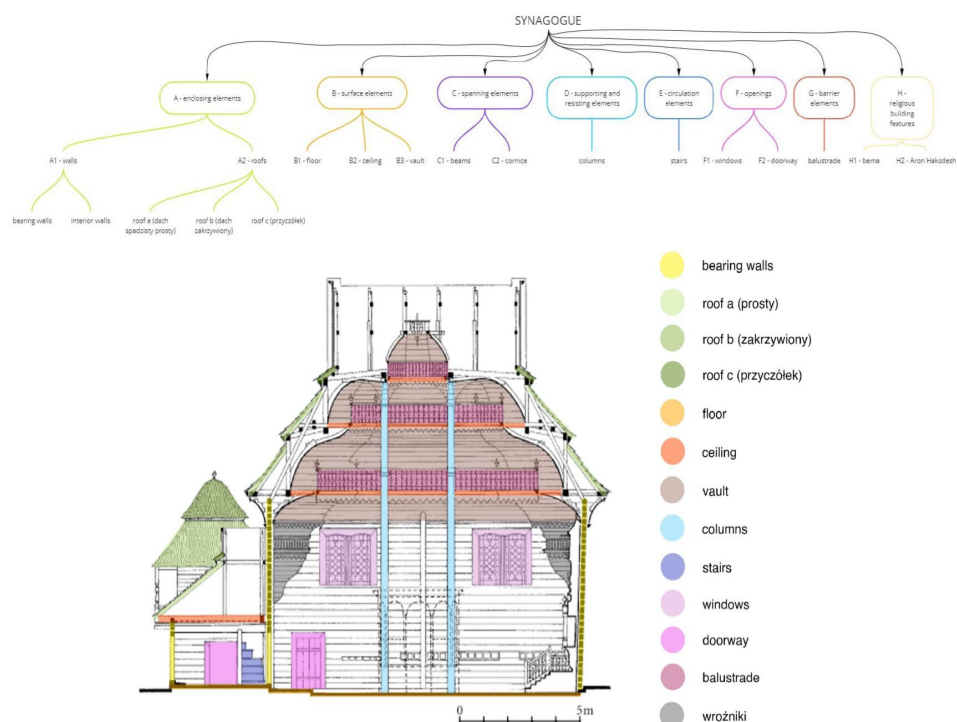 SYNAGOGUE
A - enclosing elements
B - surface elements
C - spanning elements
D - supporting and
resisting elements
E - circulation
elements
F - openings
G - barrier
elements
H -
religious
building
features
A1 - walls
A2 - roofs
B1 - floor
B2 - ceiling
B3 - vault
C1 - beams
C2 - cornice
columns
stairs
F1 - windows
F2 - doorway
balustrade
H1 - bema
H2 - Aron Hakodesh
bearing walls
interior walls
roof a (dach
spadzisty prosty)
roof b (dach
zakrzywiony)
roof c (przyczółek)
bearing walls
roof a (prosty)
roof b (zakrzywiony)
roof c (przyczółek)
floor
ceiling
vault
columns
stairs
windows
doorway
balustrade
wrożniki
0 5m